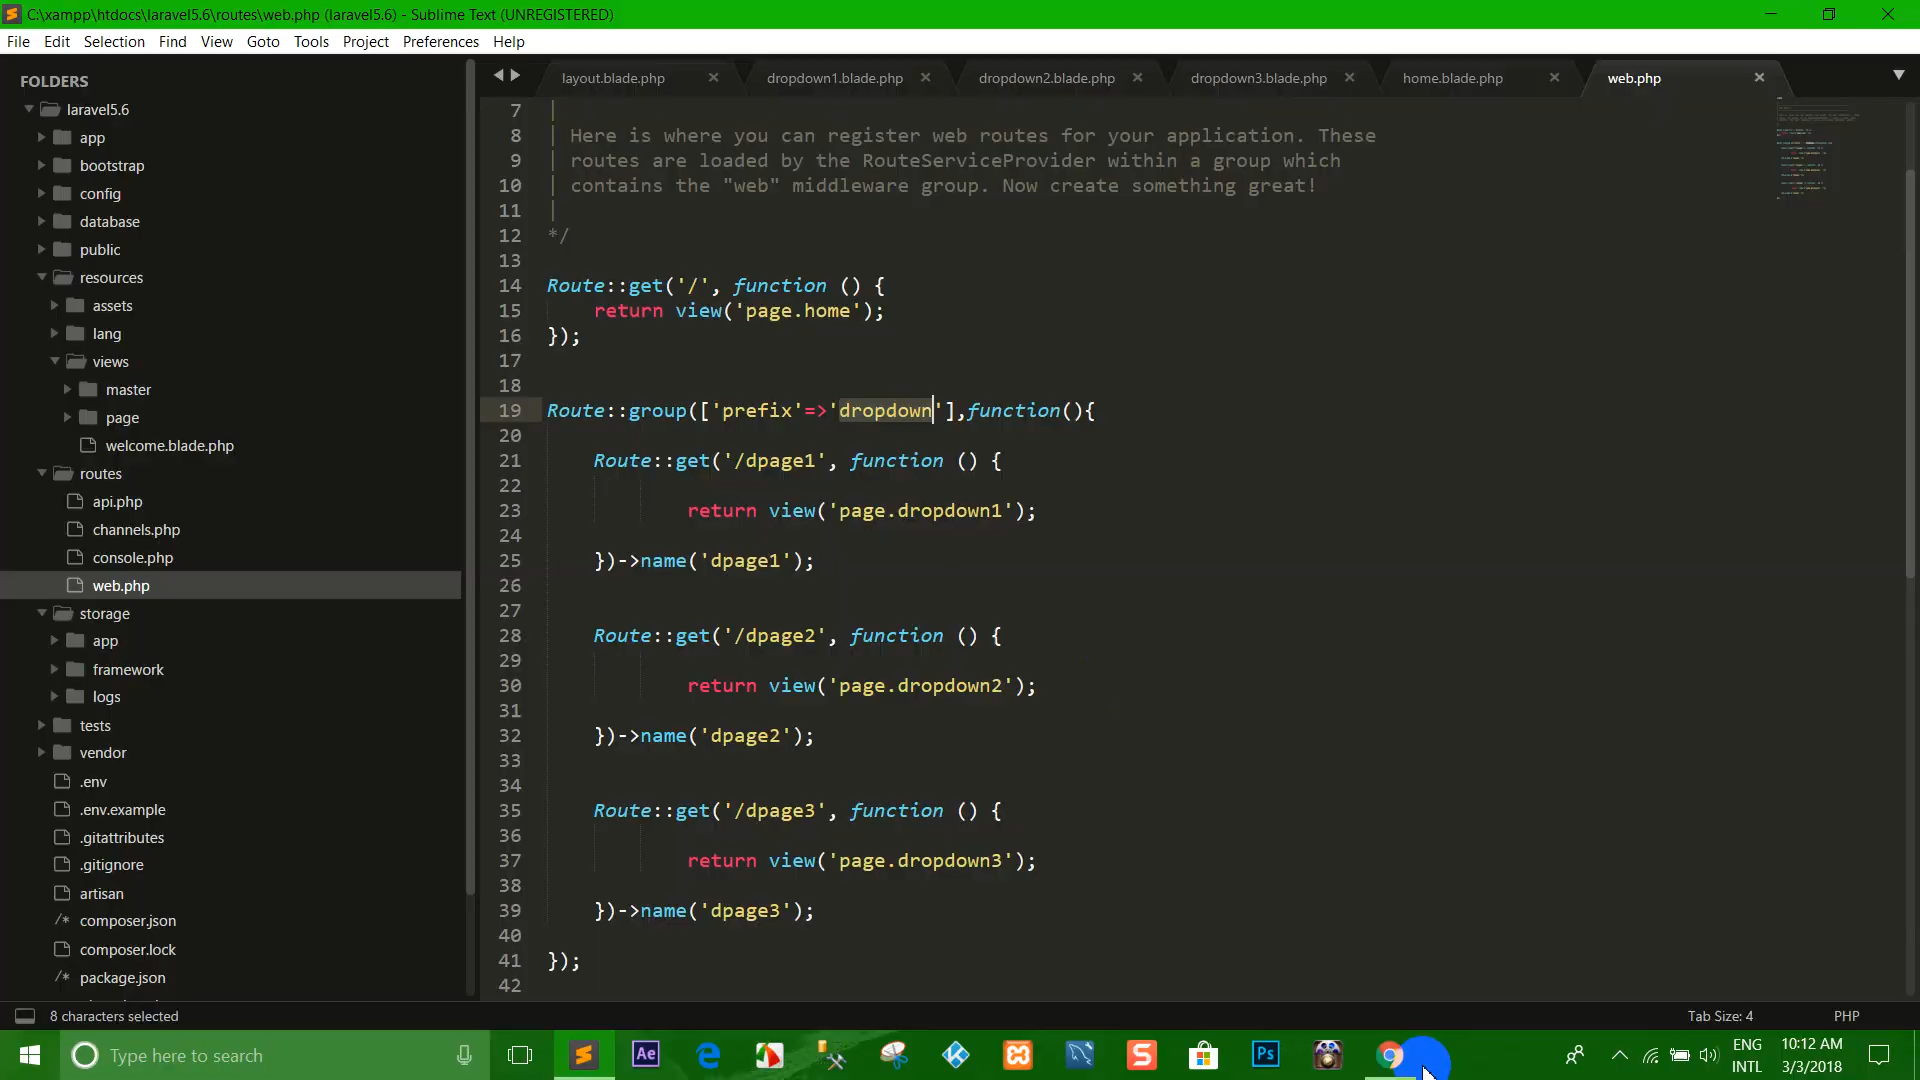 C:\xampp\htdocs\laravel5.6\routes\web.php (laravel5.6) - Sublime Text (UNREGISTERED)
File Edit Selection Find View Goto Tools Project Preferences Help
FOLDERS
laravel5.6
app
bootstrap
config
database
public
resources
assets
lang
views
master
page
welcome.blade.php
routes
api.php
channels.php
console.php
web.php
storage
app
framework
logs
tests
vendor
.env
.env.example
.gitattributes
.gitignore
artisan
composer.json
composer.lock
package.json
layout.blade.php dropdown1.blade.php dropdown2.blade.php dropdown3.blade.php home.blade.php web.php
7 |
8 | Here is where you can register web routes for your application. These
9 | routes are loaded by the RouteServiceProvider within a group which
10 | contains the "web" middleware group. Now create something great!
11 |
12 */
13
14 Route::get('/', function () {
15 return view('page.home');
16 });
17
18
19 Route::group(['prefix'=>'dropdown'],function(){
20
21 Route::get('/dpage1', function () {
22
23 return view('page.dropdown1');
24
25 })->name('dpage1');
26
27
28 Route::get('/dpage2', function () {
29
30 return view('page.dropdown2');
31
32 })->name('dpage2');
33
34
35 Route::get('/dpage3', function () {
36
37 return view('page.dropdown3');
38
39 })->name('dpage3');
40
41 });
42
8 characters selected Tab Size: 4 PHP
Type here to search
Ae
Ps
ENG
INTL
10:12 AM
3/3/2018